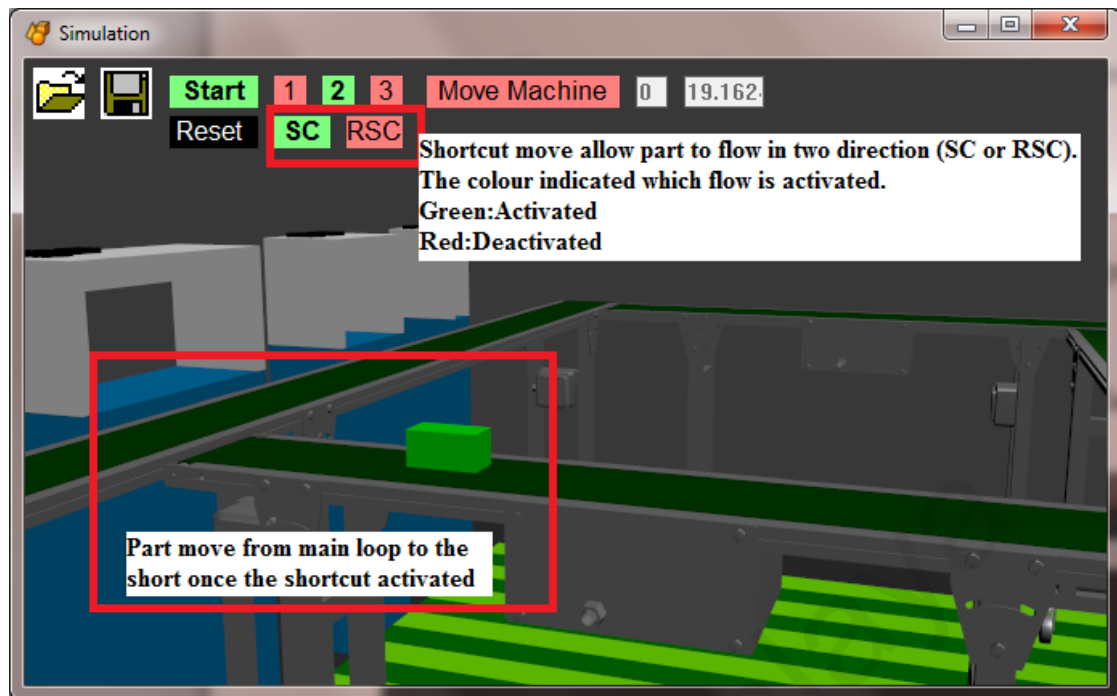 Simulation
Start 1 2 3 Move Machine 0 19.162
Reset SC RSC
Shortcut move allow part to flow in two direction (SC or RSC).
The colour indicated which flow is activated.
Green:Activated
Red:Deactivated
Part move from main loop to the
short once the shortcut activated